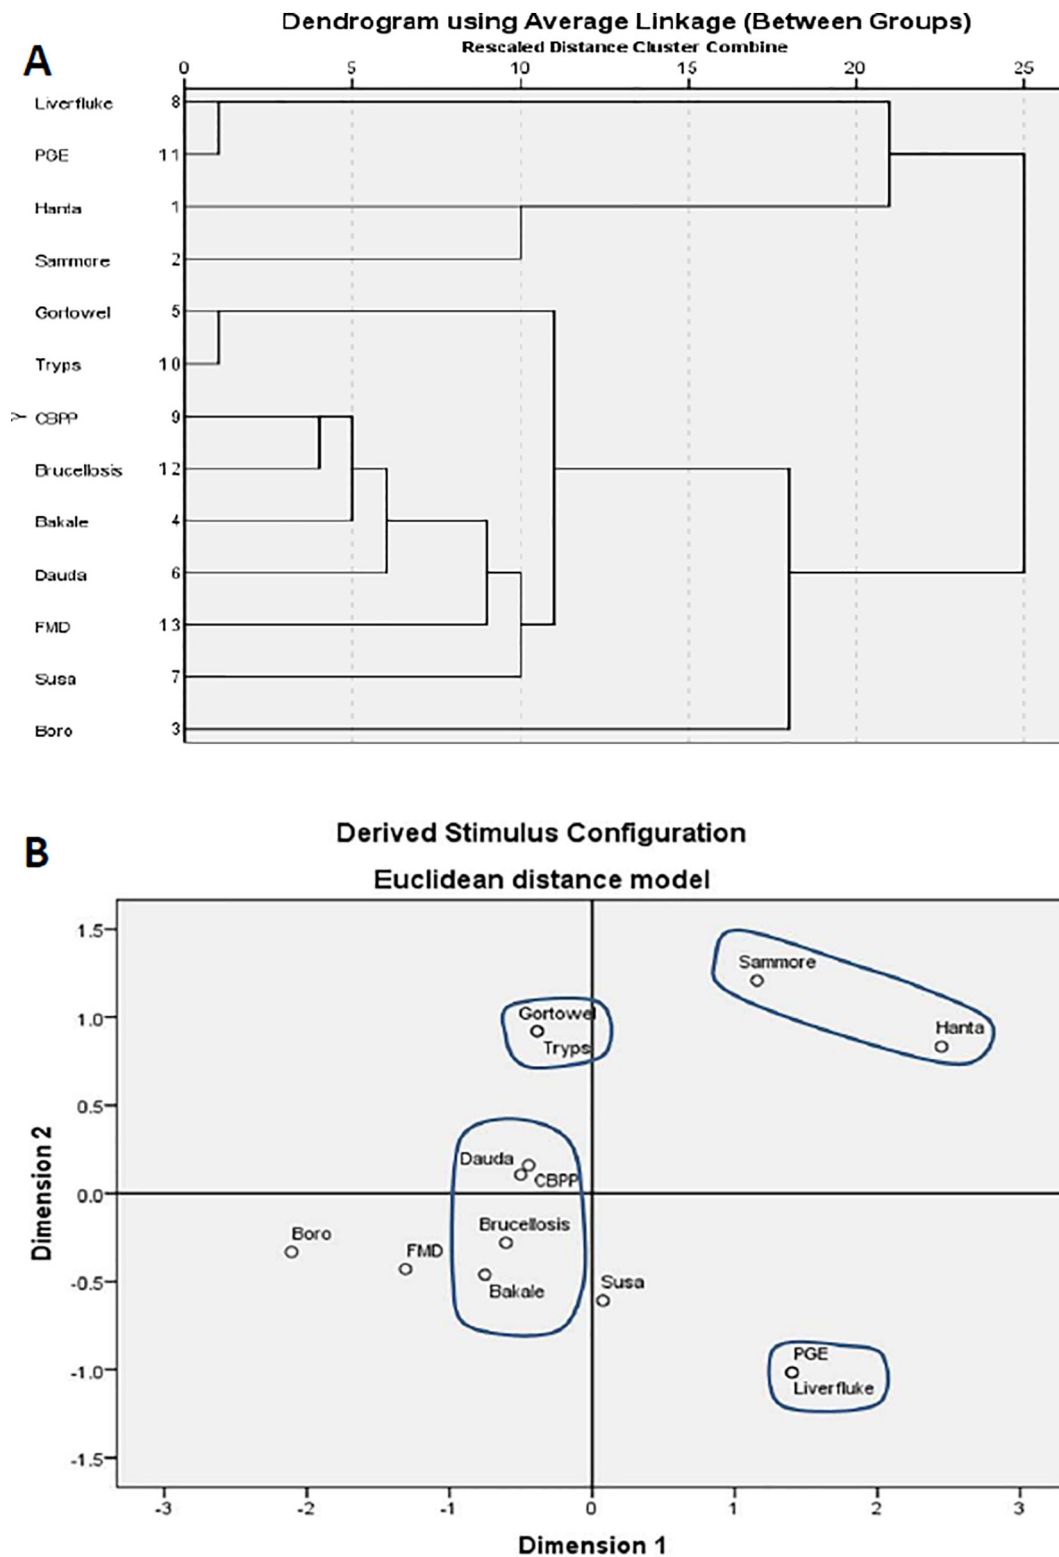 Dendrogram using Average Linkage (Between Groups)
Rescaled Distance Cluster Combine
A
0 5 10 15 20 25
Liverfluke 8
PGE 11
Hanta 1
Sammore 2
Gortowel 5
Tryps 10
CBPP 9
Brucellosis 12
Bakale 4
Dauda 6
FMD 13
Susa 7
Boro 3
B
Derived Stimulus Configuration
Euclidean distance model
Dimension 2
1.5
1.0
0.5
0.0
-0.5
-1.0
-1.5
Sammore
Gortowel
Hanta
Tryps
Dauda
CBPP
Brucellosis
Boro
FMD
Susa
Bakale
PGE
Liverfluke
-3 -2 -1 0 1 2 3
Dimension 1